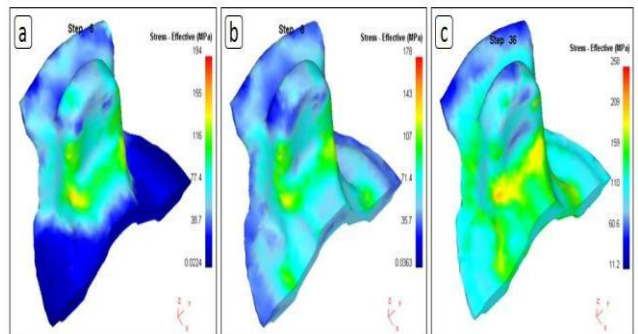 a
Step 6
Stress - Effective (MPa)
194
155
116
77.4
38.7
0.0224
Z Y
X
b
Step 8
Stress - Effective (MPa)
178
143
107
71.4
35.7
0.0363
Z Y
X
c
Step 36
Stress - Effective (MPa)
258
209
159
110
60.6
11.2
Z Y
X